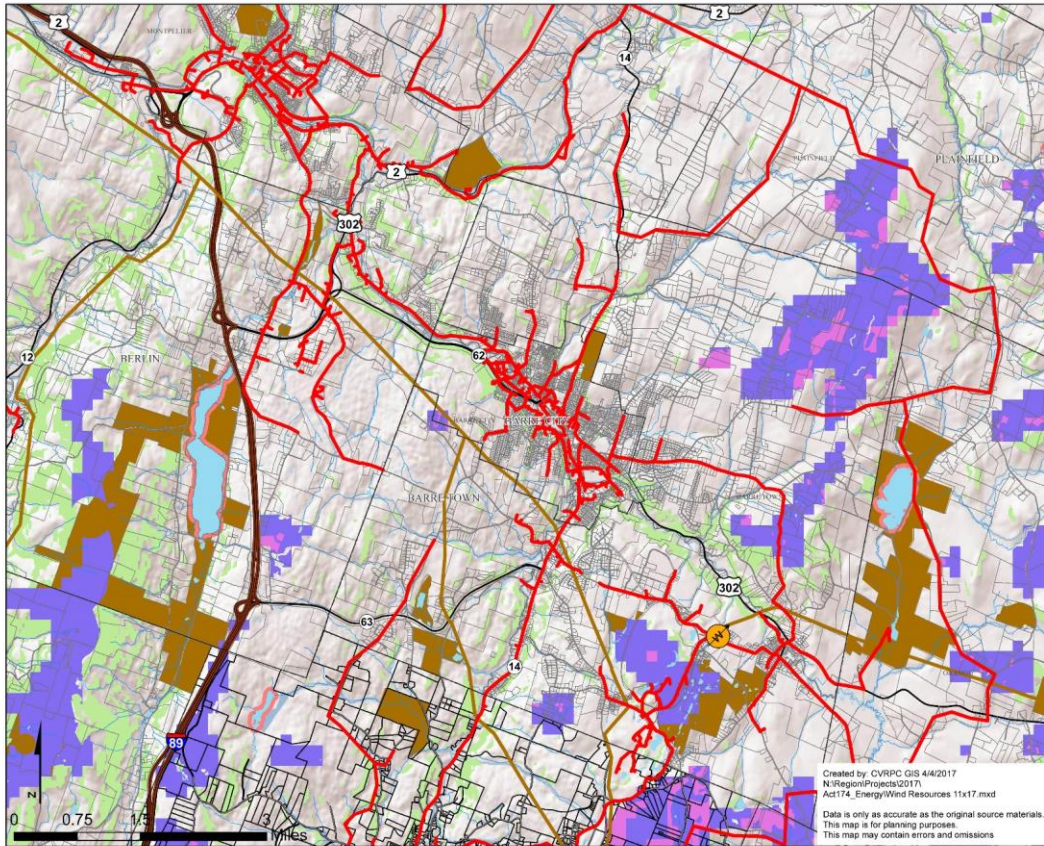 2
2
MONTPELIER
14
PLAINFIELD
PLAINFIELD
2
302
12
BERLIN
62
BARRE CITY
BARRE TOWN
BARRE TOWN
302
W
63
14
89
Z
0 0.75 1.5 3
Miles
Created by: CVRPC GIS 4/4/2017
N:\Region\Projects\2017\
Act174_Energy\Wind Resources 11x17.mxd
Data is only as accurate as the original source materials.
This map is for planning purposes.
This map may contain errors and omissions